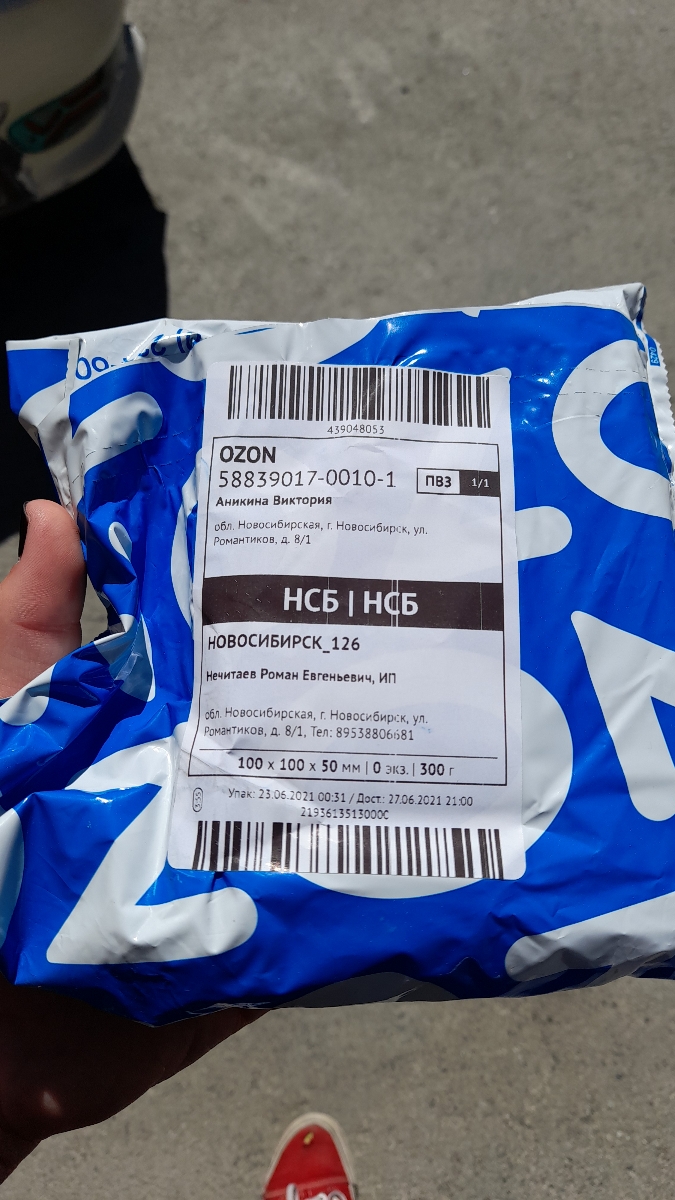 439048053
OZON
58839017-0010-1 ПВЗ 1/1
Аникина Виктория
обл. Новосибирская, г. Новосибирск, ул.
Романтиков, д. 8/1
НСБ | НСБ
НОВОСИБИРСК_126
Нечитаев Роман Евгеньевич, ИП
обл. Новосибирская, г. Новосибирск, ул.
Романтиков, д. 8/1, Тел: 89538806681
100 x 100 x 50 мм | 0 экз. | 300 г
Упак: 23.06.2021 00:31 / Дост: 27.06.2021 21:00
2193613513000C